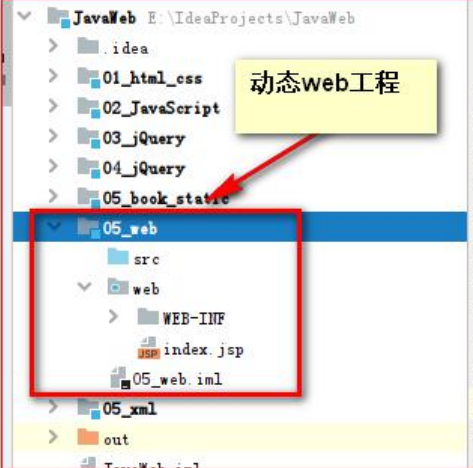 JavaWeb E:\IdeaProjects\JavaWeb
.idea
01_html_css
动态web工程
02_JavaScript
03_jQuery
04_jQuery
05_book_static
05_web
src
web
WEB-INF
JSP index.jsp
05_web.iml
05_xml
out
JavaWeb.iml